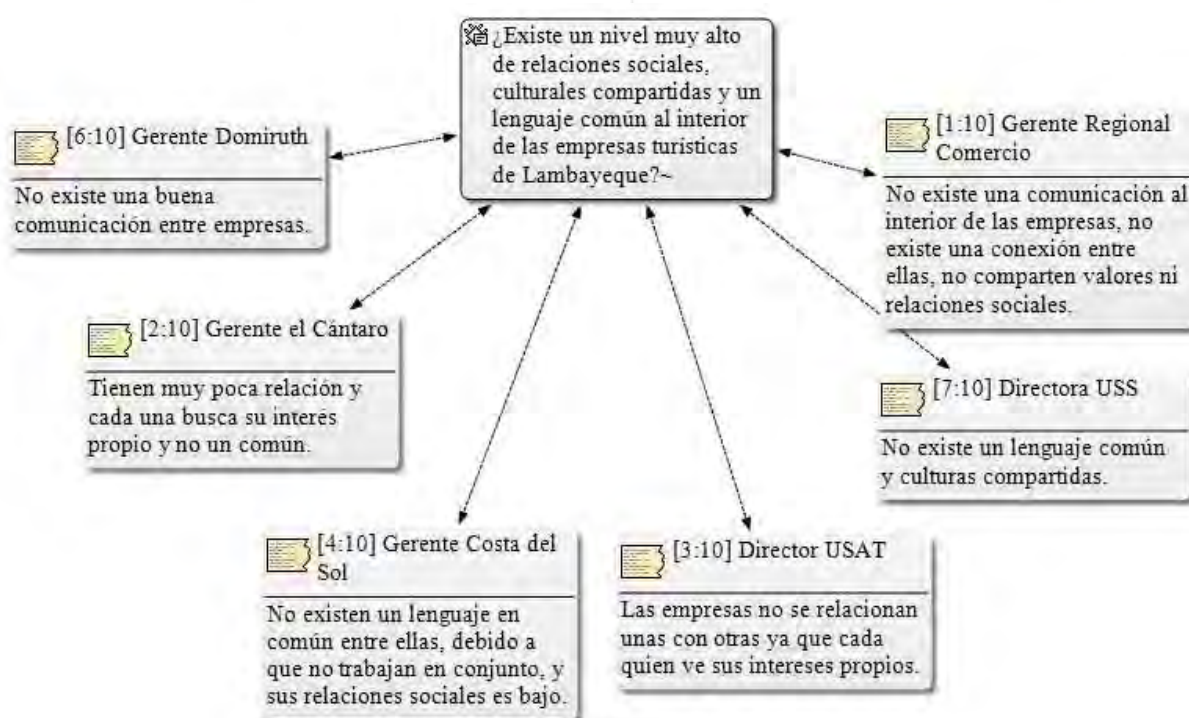 ¿Existe un nivel muy alto
de relaciones sociales,
culturales compartidas y un
lenguaje común al interior
de las empresas turísticas
de Lambayeque?~
[6:10] Gerente Domiruth
No existe una buena
comunicación entre empresas.
[1:10] Gerente Regional
Comercio
No existe una comunicación al
interior de las empresas, no
existe una conexión entre
ellas, no comparten valores ni
relaciones sociales.
[2:10] Gerente el Cántaro
Tienen muy poca relación y
cada una busca su interés
propio y no un común.
[7:10] Directora USS
No existe un lenguaje común
y culturas compartidas.
[4:10] Gerente Costa del
Sol
No existen un lenguaje en
común entre ellas, debido a
que no trabajan en conjunto, y
sus relaciones sociales es bajo.
[3:10] Director USAT
Las empresas no se relacionan
unas con otras ya que cada
quien ve sus intereses propios.